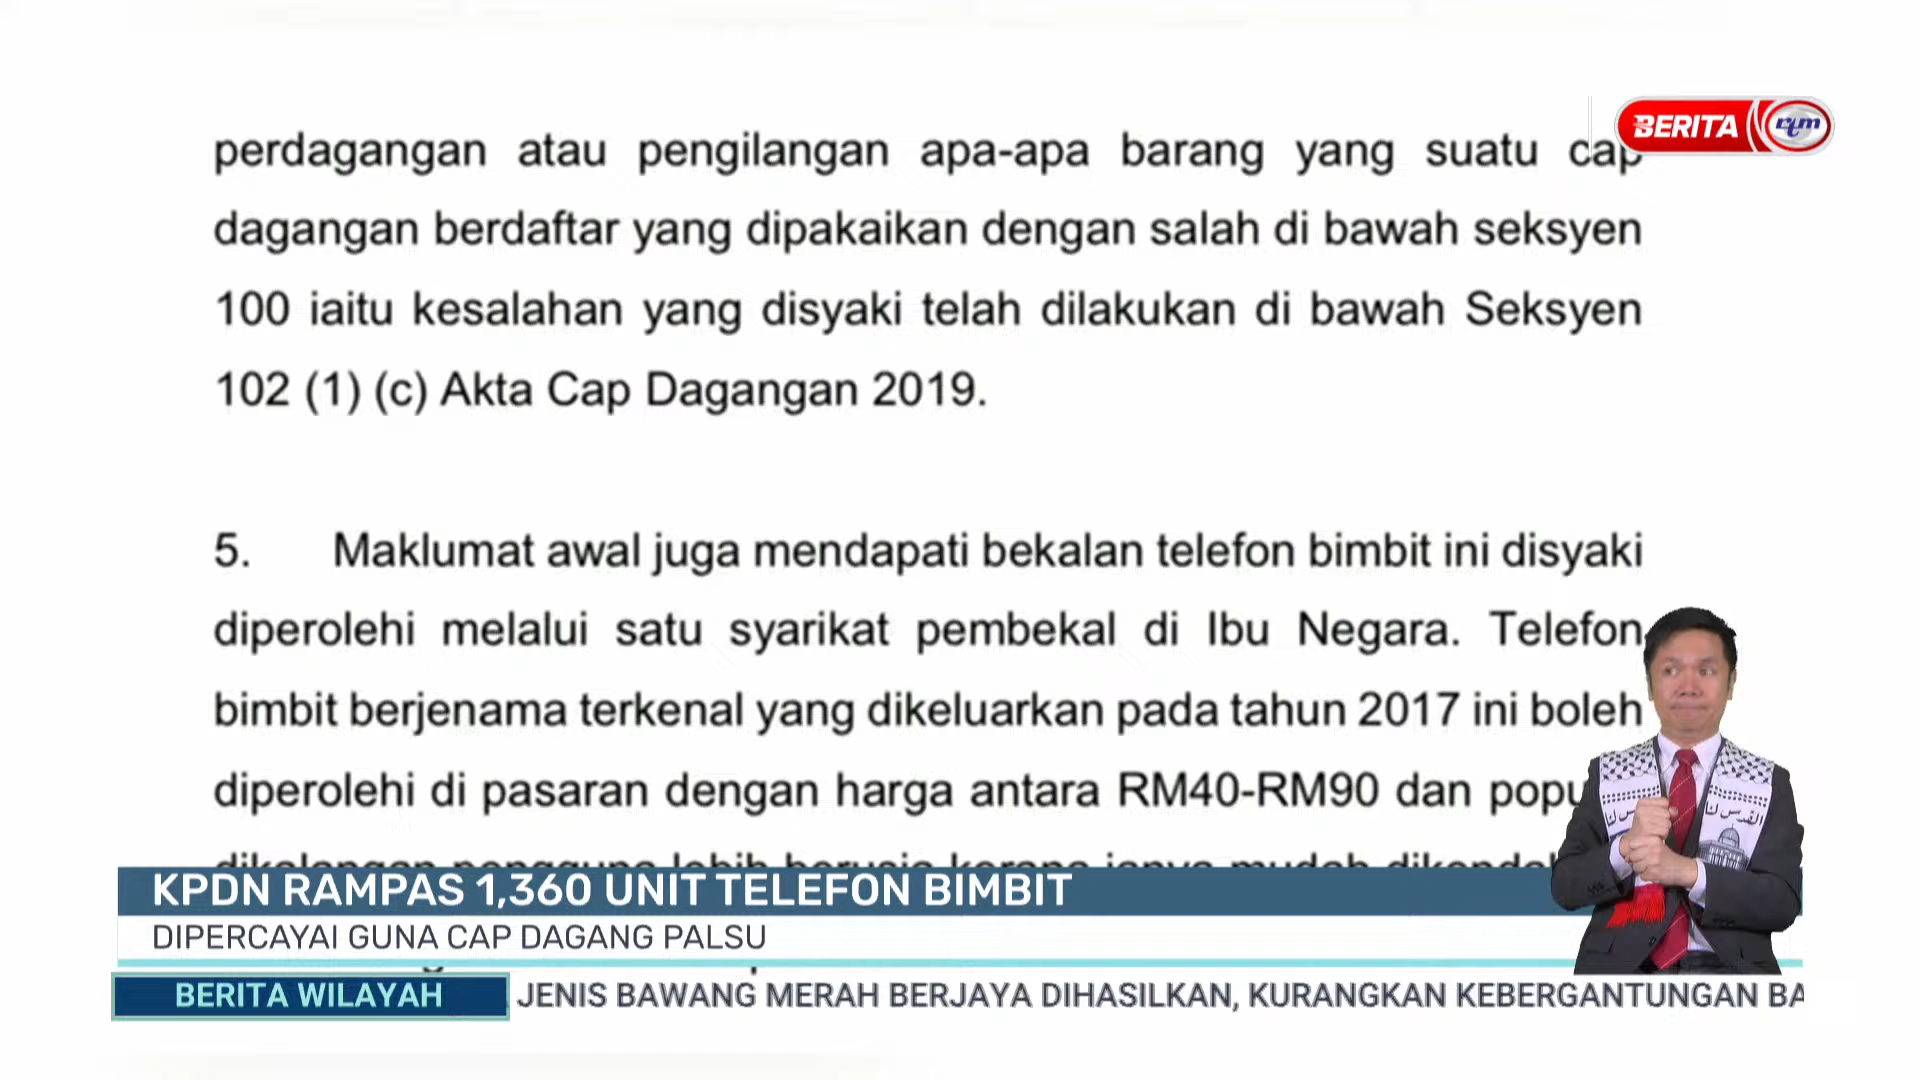 BERITA rtm
perdagangan atau pengilangan apa-apa barang yang suatu cap
dagangan berdaftar yang dipakaikan dengan salah di bawah seksyen
100 iaitu kesalahan yang disyaki telah dilakukan di bawah Seksyen
102 (1) (c) Akta Cap Dagangan 2019.
5. Maklumat awal juga mendapati bekalan telefon bimbit ini disyaki
diperolehi melalui satu syarikat pembekal di Ibu Negara. Telefon
bimbit berjenama terkenal yang dikeluarkan pada tahun 2017 ini boleh
diperolehi di pasaran dengan harga antara RM40-RM90 dan popu
KPDN RAMPAS 1,360 UNIT TELEFON BIMBIT
DIPERCAYAI GUNA CAP DAGANG PALSU
BERITA WILAYAH
JENIS BAWANG MERAH BERJAYA DIHASILKAN, KURANGKAN KEBERGANTUNGAN BA